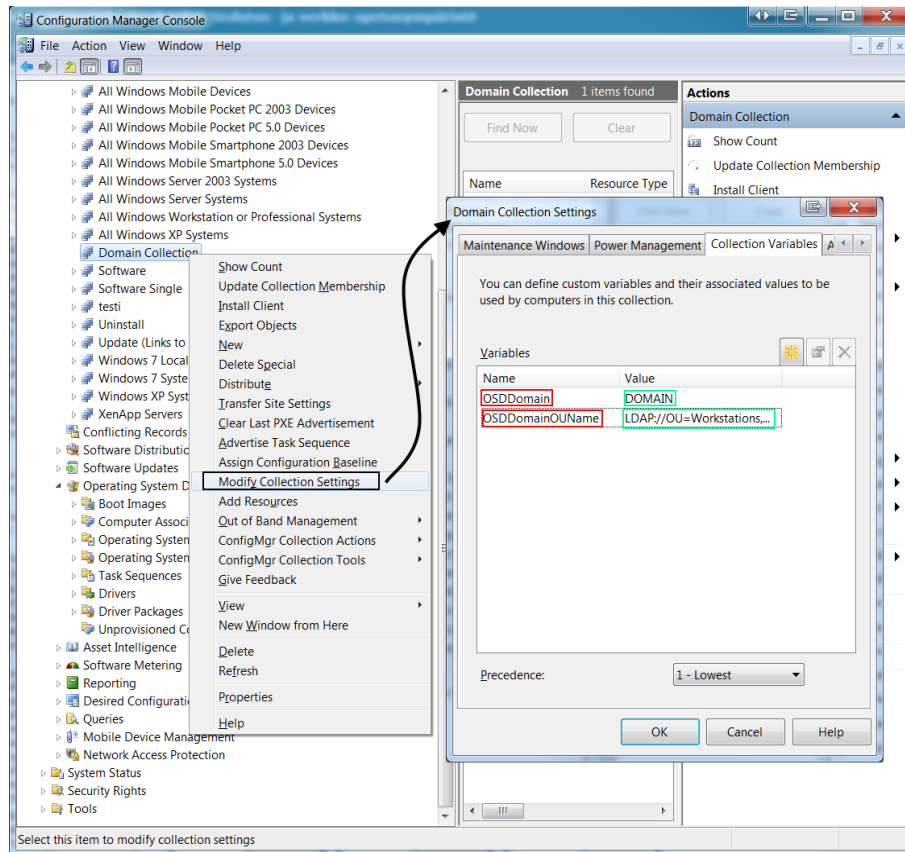 Configuration Manager Console
File Action View Window Help
All Windows Mobile Devices
All Windows Mobile Pocket PC 2003 Devices
All Windows Mobile Pocket PC 5.0 Devices
All Windows Mobile Smartphone 2003 Devices
All Windows Mobile Smartphone 5.0 Devices
All Windows Server 2003 Systems
All Windows Server Systems
All Windows Workstation or Professional Systems
All Windows XP Systems
Domain Collection
Software
Software Single
testi
Uninstall
Update (Links to
Windows 7 Local
Windows 7 Syste
Windows XP Syst
XenApp Servers
Conflicting Records
Software Distributio
Software Updates
Operating System D
Boot Images
Computer Associ
Operating System
Operating System
Task Sequences
Drivers
Driver Packages
Unprovisioned Co
Asset Intelligence
Software Metering
Reporting
Desired Configurati
Queries
Mobile Device Management
Network Access Protection
System Status
Security Rights
Tools
Show Count
Update Collection Membership
Install Client
Export Objects
New
Delete Special
Distribute
Transfer Site Settings
Clear Last PXE Advertisement
Advertise Task Sequence
Assign Configuration Baseline
Modify Collection Settings
Add Resources
Out of Band Management
ConfigMgr Collection Actions
ConfigMgr Collection Tools
Give Feedback
View
New Window from Here
Delete
Refresh
Properties
Help
Domain Collection 1 items found
Find Now Clear
Name Resource Type
Actions
Domain Collection
Show Count
Update Collection Membership
Install Client
Domain Collection Settings
Maintenance Windows Power Management Collection Variables A
You can define custom variables and their associated values to be
used by computers in this collection.
Variables
Name Value
OSDDomain DOMAIN
OSDDomainOUName LDAP://OU=Workstations,...
Precedence: 1 - Lowest
OK Cancel Help
Select this item to modify collection settings